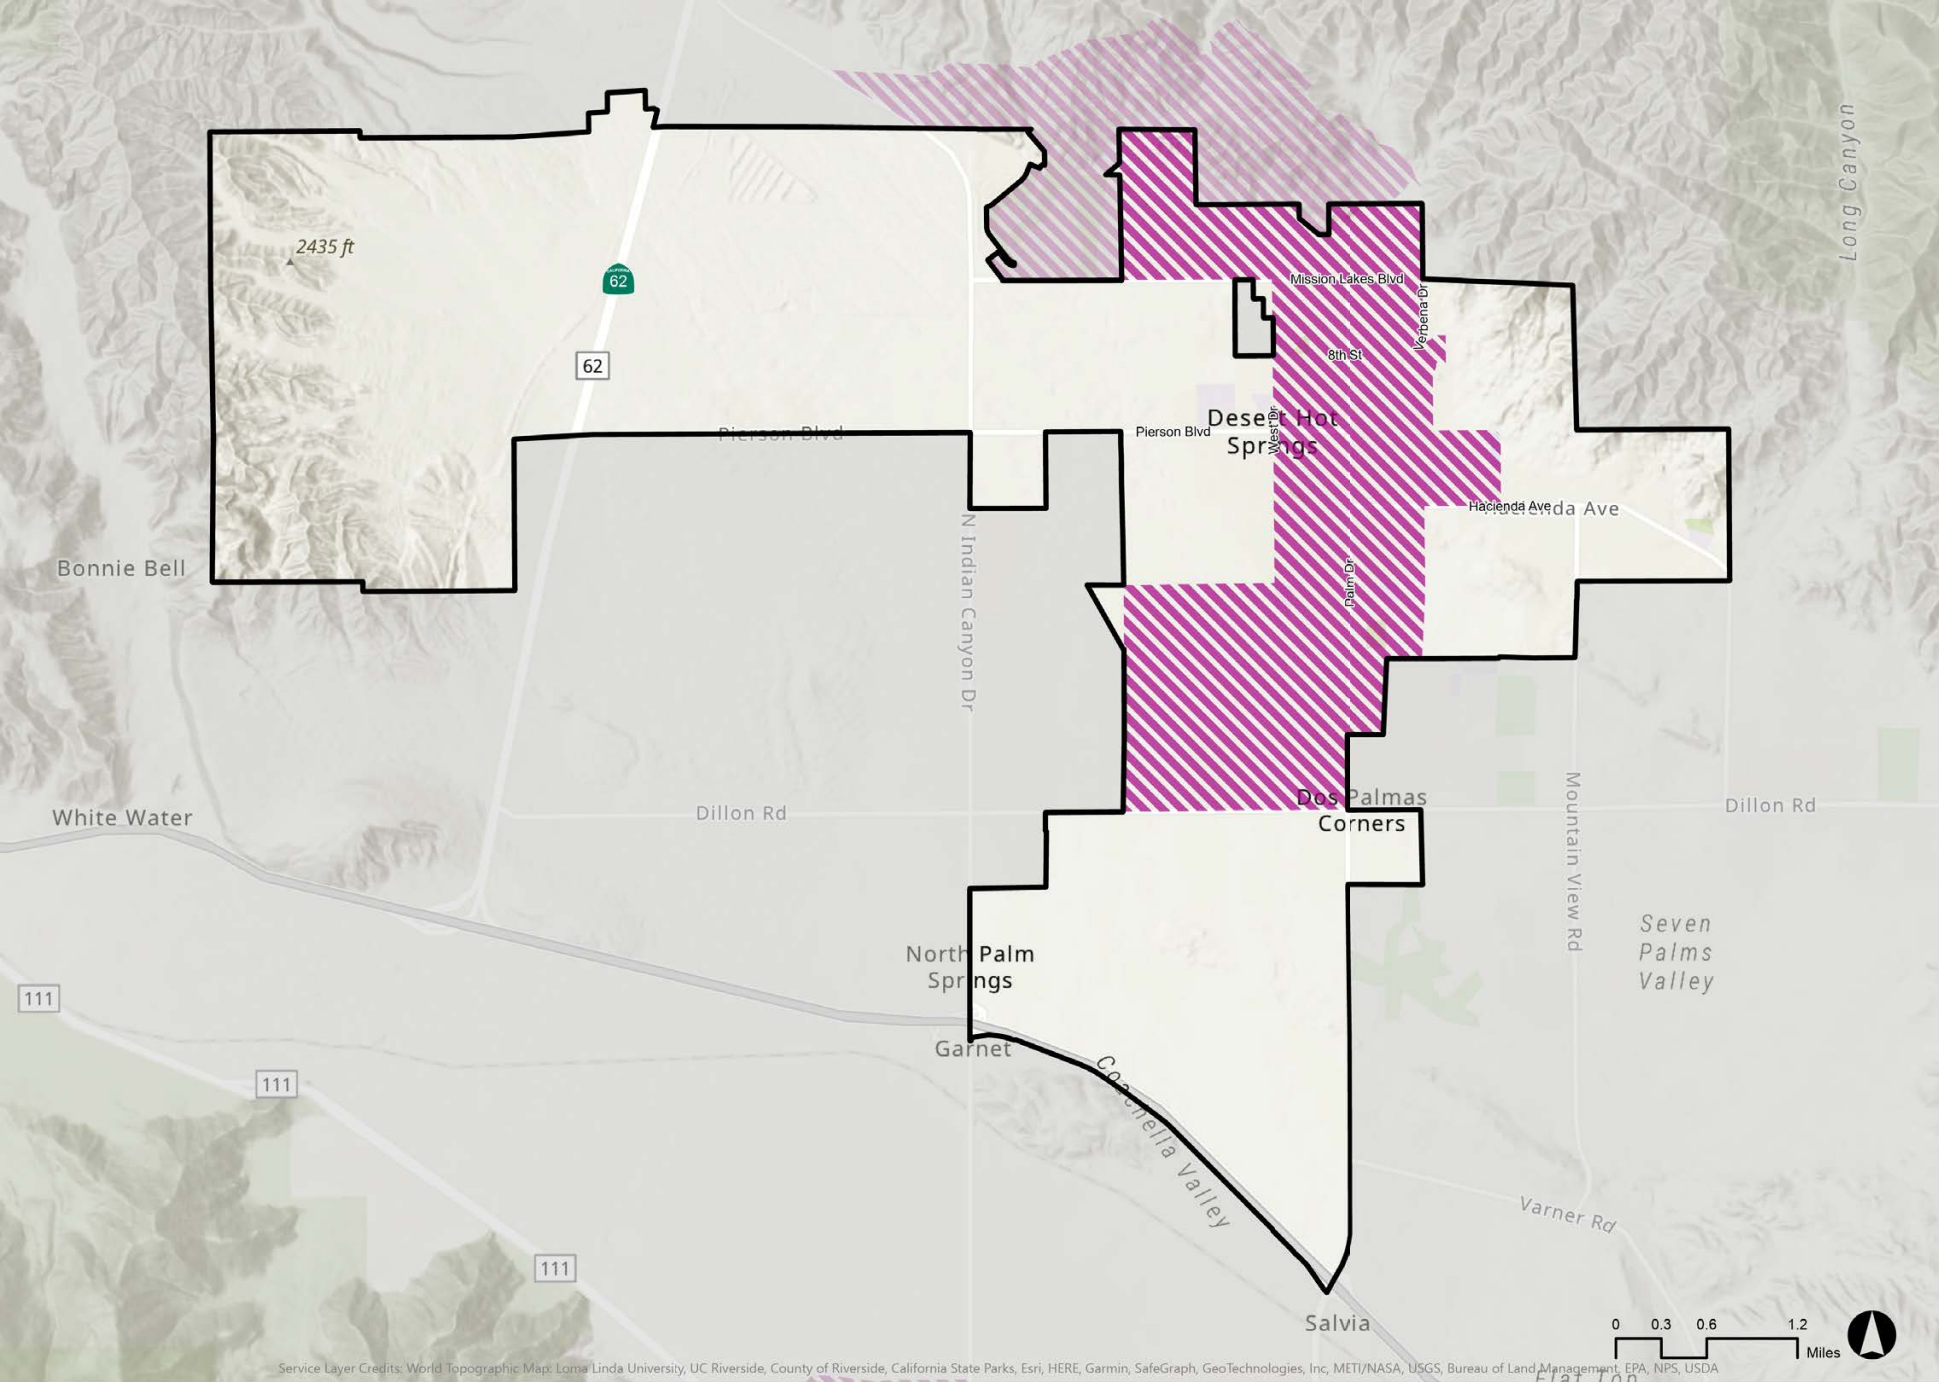 Long Canyon
2435 ft
CALIFORNIA
62
Mission Lakes Blvd
Verbena Dr
8th St
62
Desert Hot
Springs
West Dr
Pierson Blvd
Pierson Blvd
Hacienda Ave
Hacienda Ave
N Indian Canyon Dr
Bonnie Bell
Palm Dr
White Water
Dillon Rd
Dos Palmas
Corners
Dillon Rd
Mountain View Rd
Seven
Palms
Valley
North Palm
Springs
111
Garnet
Coachella Valley
111
Varner Rd
111
Salvia
0 0.3 0.6 1.2
Miles
Service Layer Credits: World Topographic Map: Loma Linda University, UC Riverside, County of Riverside, California State Parks, Esri, HERE, Garmin, SafeGraph, GeoTechnologies, Inc, METI/NASA, USGS, Bureau of Land Management, EPA, NPS, USDA
Flat Top